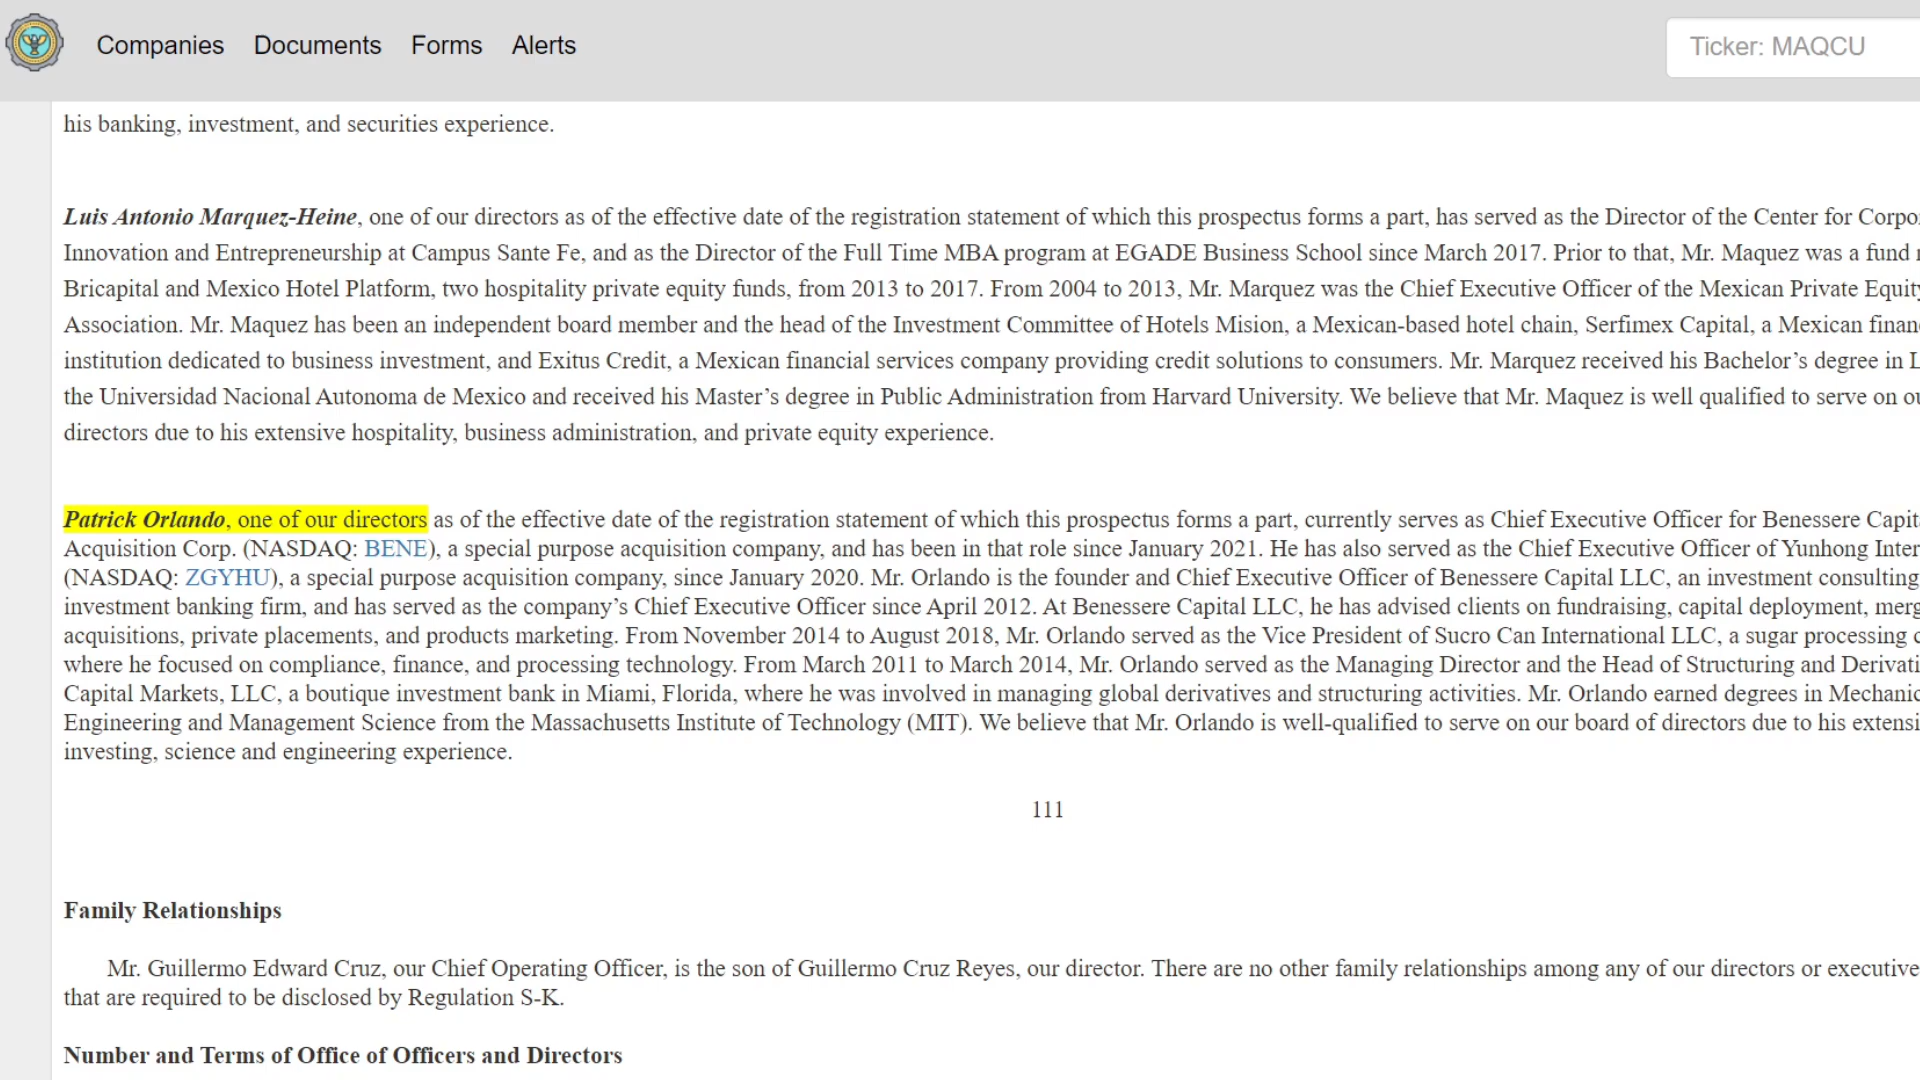 Companies Documents Forms Alerts Ticker: MAQCU
his banking, investment, and securities experience.
Luis Antonio Marquez-Heine, one of our directors as of the effective date of the registration statement of which this prospectus forms a part, has served as the Director of the Center for Corpo
Innovation and Entrepreneurship at Campus Sante Fe, and as the Director of the Full Time MBA program at EGADE Business School since March 2017. Prior to that, Mr. Maquez was a fund
Bricapital and Mexico Hotel Platform, two hospitality private equity funds, from 2013 to 2017. From 2004 to 2013, Mr. Marquez was the Chief Executive Officer of the Mexican Private Equity
Association. Mr. Maquez has been an independent board member and the head of the Investment Committee of Hotels Mision, a Mexican-based hotel chain, Serfimex Capital, a Mexican finan
institution dedicated to business investment, and Exitus Credit, a Mexican financial services company providing credit solutions to consumers. Mr. Marquez received his Bachelor’s degree in L
the Universidad Nacional Autonoma de Mexico and received his Master’s degree in Public Administration from Harvard University. We believe that Mr. Maquez is well qualified to serve on ou
directors due to his extensive hospitality, business administration, and private equity experience.
Patrick Orlando, one of our directors as of the effective date of the registration statement of which this prospectus forms a part, currently serves as Chief Executive Officer for Benessere Capit
Acquisition Corp. (NASDAQ: BENE), a special purpose acquisition company, and has been in that role since January 2021. He has also served as the Chief Executive Officer of Yunhong Inter
(NASDAQ: ZGYHU), a special purpose acquisition company, since January 2020. Mr. Orlando is the founder and Chief Executive Officer of Benessere Capital LLC, an investment consulting
investment banking firm, and has served as the company’s Chief Executive Officer since April 2012. At Benessere Capital LLC, he has advised clients on fundraising, capital deployment, merg
acquisitions, private placements, and products marketing. From November 2014 to August 2018, Mr. Orlando served as the Vice President of Sucro Can International LLC, a sugar processing c
where he focused on compliance, finance, and processing technology. From March 2011 to March 2014, Mr. Orlando served as the Managing Director and the Head of Structuring and Derivati
Capital Markets, LLC, a boutique investment bank in Miami, Florida, where he was involved in managing global derivatives and structuring activities. Mr. Orlando earned degrees in Mechanic
Engineering and Management Science from the Massachusetts Institute of Technology (MIT). We believe that Mr. Orlando is well-qualified to serve on our board of directors due to his extensi
investing, science and engineering experience.
111
Family Relationships
Mr. Guillermo Edward Cruz, our Chief Operating Officer, is the son of Guillermo Cruz Reyes, our director. There are no other family relationships among any of our directors or executive
that are required to be disclosed by Regulation S-K.
Number and Terms of Office of Officers and Directors